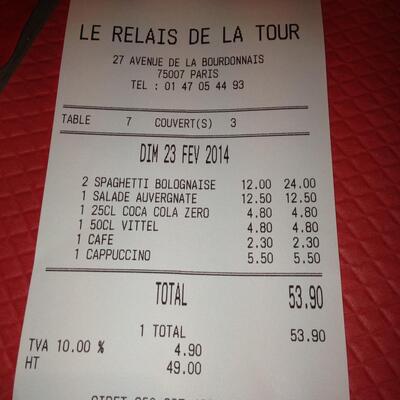 LE RELAIS DE LA TOUR
27 AVENUE DE LA BOURDONNAIS
75007 PARIS
TEL : 01 47 05 44 93
TABLE 7 COUVERT(S) 3
DIM 23 FEV 2014
2 SPAGHETTI BOLOGNAISE 12.00 24.00
1 SALADE AUVERGNATE 12.50 12.50
1 25CL COCA COLA ZERO 4.80 4.80
1 50CL VITTEL 4.80 4.80
1 CAFE 2.30 2.30
1 CAPPUCCINO 5.50 5.50
TOTAL 53.90
1 TOTAL 53.90
TVA 10.00 % 4.90
HT 49.00